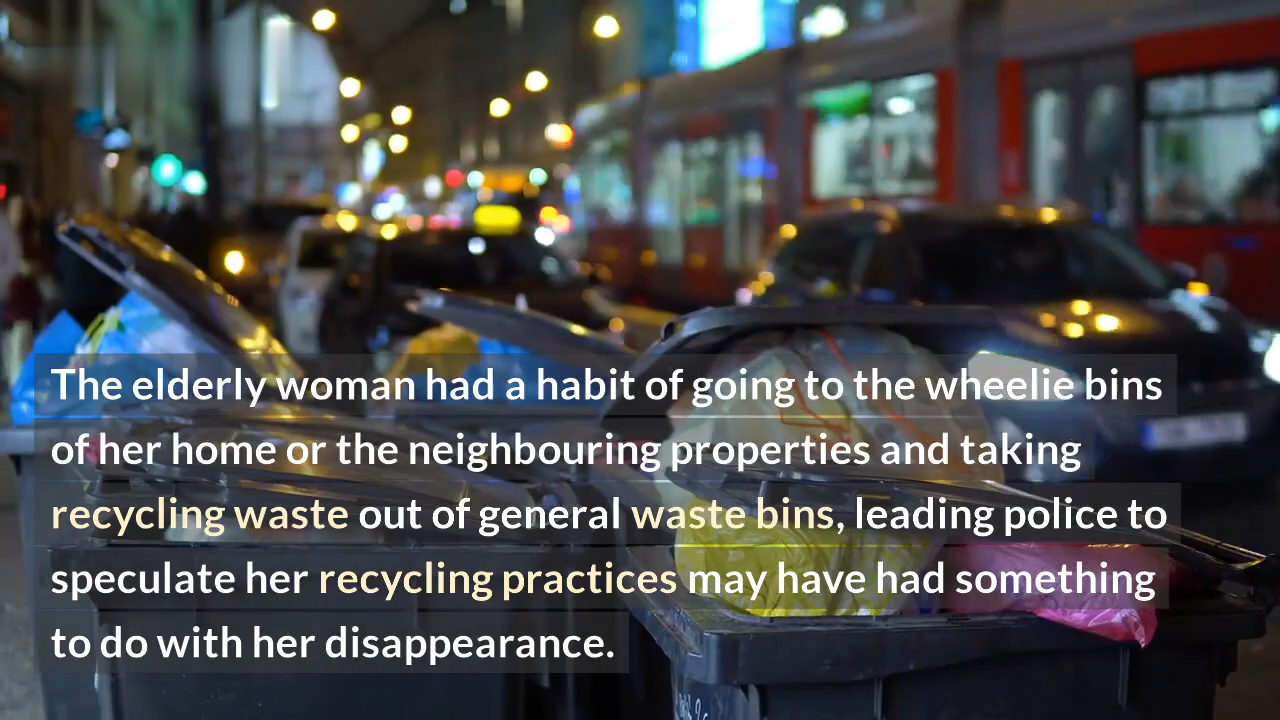 The elderly woman had a habit of going to the wheelie bins
of her home or the neighbouring properties and taking
recycling waste out of general waste bins, leading police to
speculate her recycling practices may have had something
to do with her disappearance.